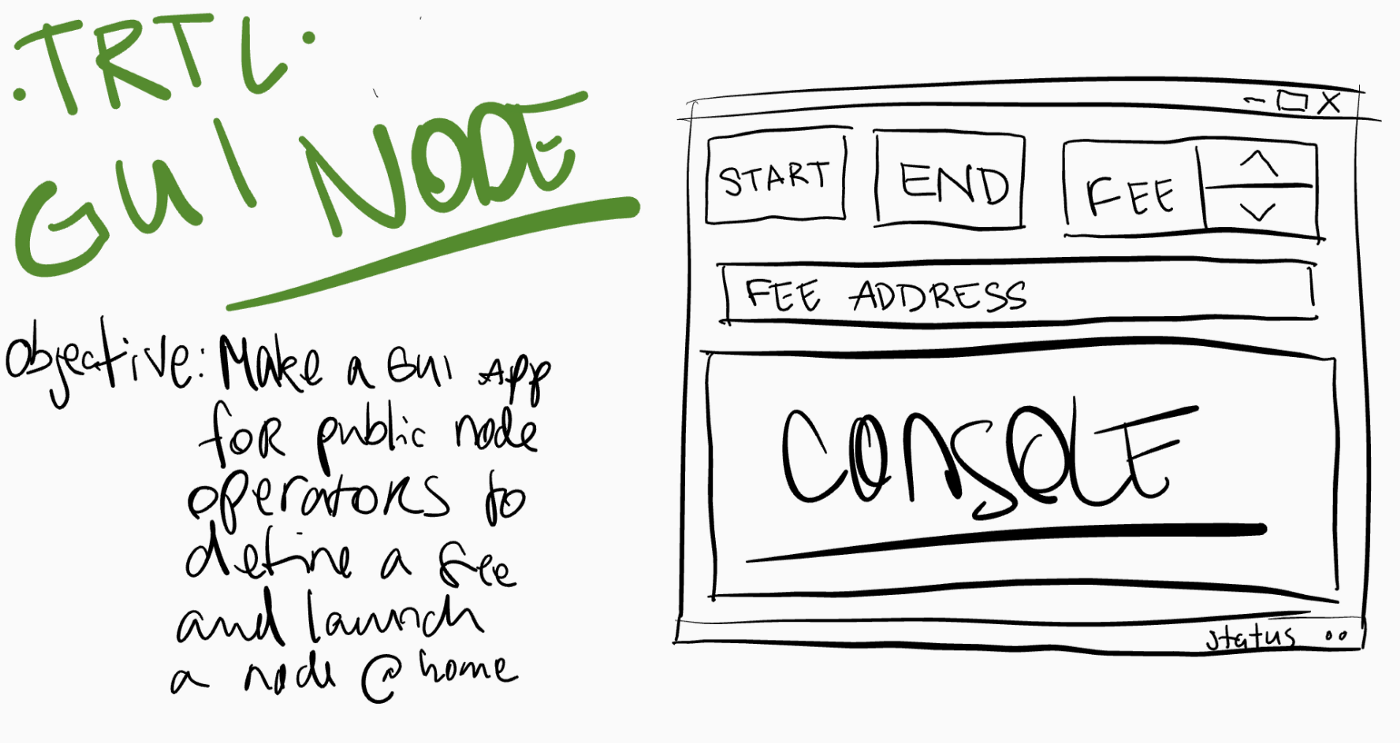 .TRTL.
GUI NODE
objective: Make a GUI App
for public node
operators to
define a fee
and launch
a node @ home
- □ X
START
END
FEE
FEE ADDRESS
CONSOLE
status